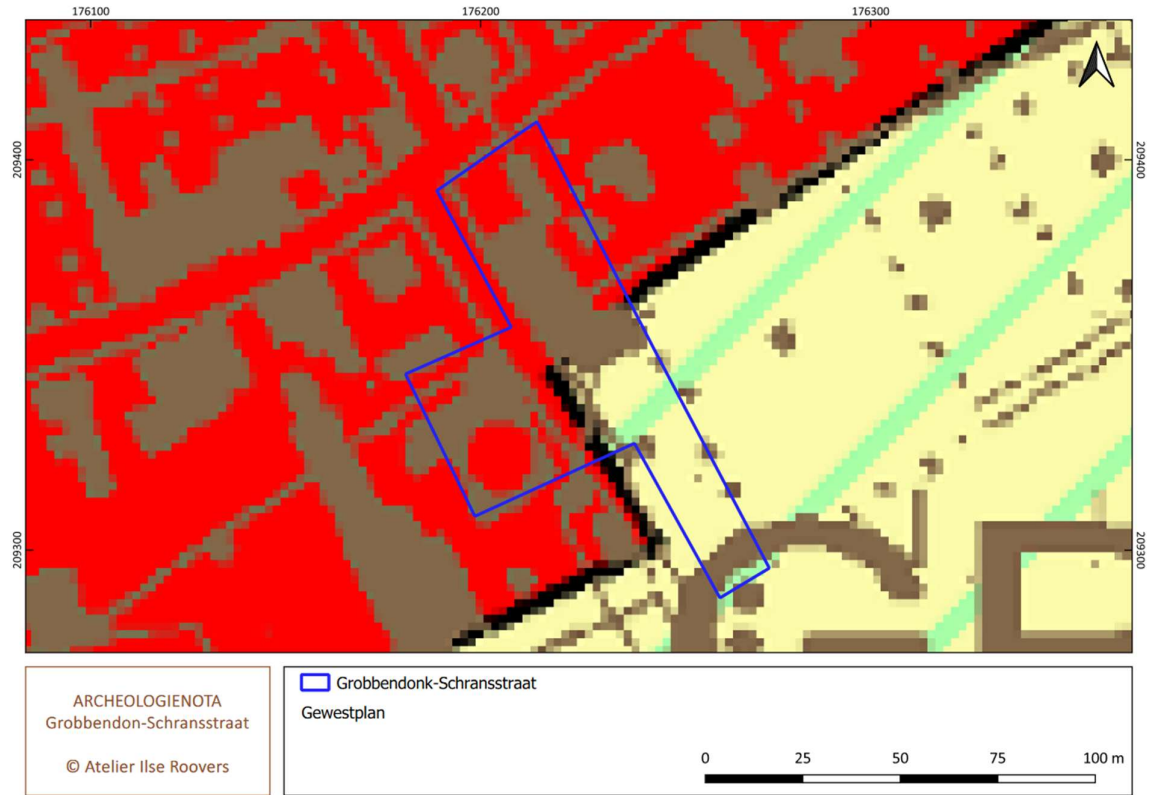 176100
176200
176300
209400
209400
209300
209300
ARCHEOLOGIENOTA
Grobbendon-Schransstraat
© Atelier Ilse Roovers
Grobbendonk-Schransstraat
Gewestplan
0 25 50 75 100 m